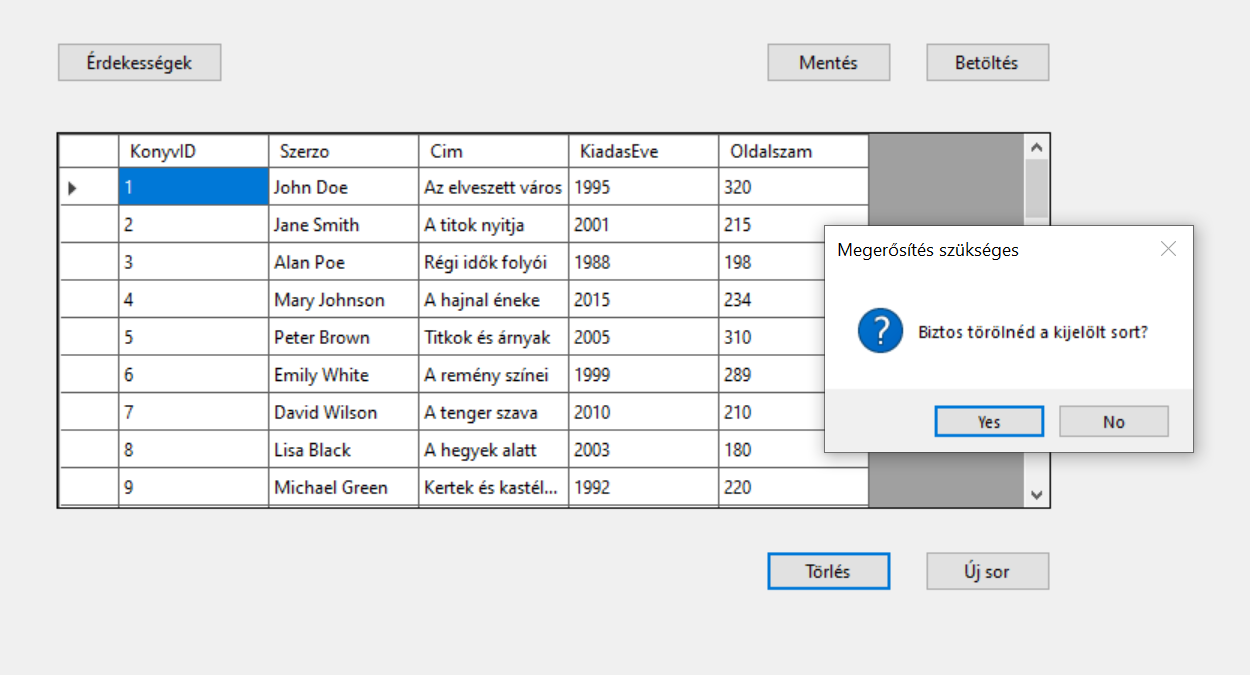 Érdekességek Mentés Betöltés
KonyvID Szerzo Cim KiadasEve Oldalszam
1 John Doe Az elveszett város 1995 320
2 Jane Smith A titok nyitja 2001 215
3 Alan Poe Régi idők folyói 1988 198
4 Mary Johnson A hajnal éneke 2015 234
5 Peter Brown Titkok és árnyak 2005 310
6 Emily White A remény színei 1999 289
7 David Wilson A tenger szava 2010 210
8 Lisa Black A hegyek alatt 2003 180
9 Michael Green Kertek és kastél... 1992 220
Megerősítés szükséges
Biztos törölnéd a kijelölt sort?
Yes No
Törlés Új sor